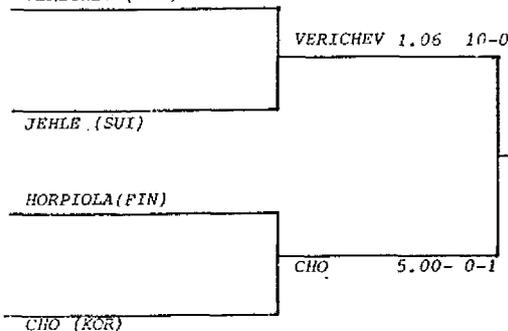 VERICHEV 1.06 10-0
JEHLE (SUI)
HORPIOLA(FIN)
CHO 5.00- 0-1
CHO (KOR)